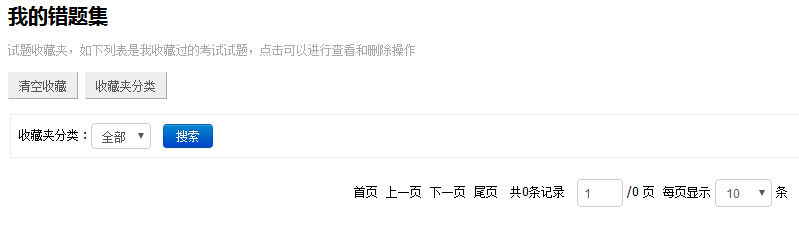 我的错题集
试题收藏夹，如下列表是我收藏过的考试试题，点击可以进行查看和删除操作
清空收藏 收藏夹分类
收藏夹分类： 全部 搜索
首页 上一页 下一页 尾页 共0条记录 1 /0 页 每页显示 10 条